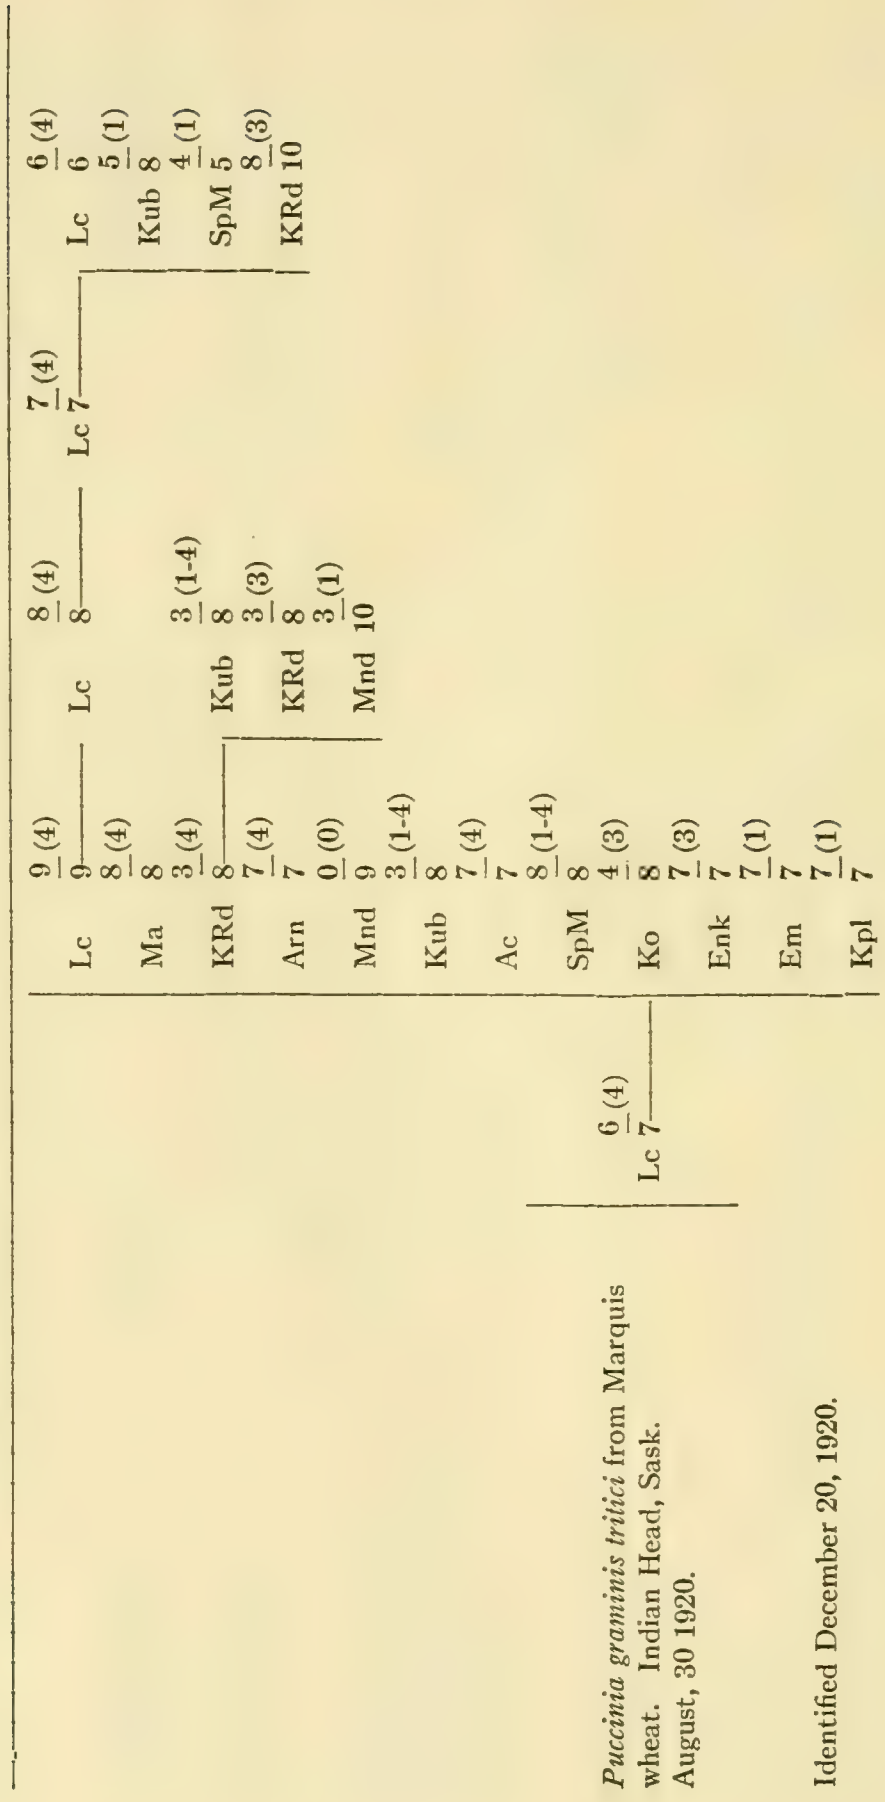 9 (4) 8 (4) 7 (4) 6 (4)
Lc 9 Lc 8 Lc 7 Lc 6
8 (4) 5 (1)
Ma 8 Kub 8
3 (4) 3 (1-4) 4 (1)
KRd 8 Kub 8 SpM 5
7 (4) 3 (3) 8 (3)
Arn 7 KRd 8 KRd 10
0 (0) 3 (1)
Mnd 9 Mnd 10
3 (1-4)
Kub 8
7 (4)
Ac 7
8 (1-4)
SpM 8
Puccinia graminis tritici from Marquis 6 (4) 4 (3)
wheat. Indian Head, Sask. Lc 7 Ko 8
August, 30 1920. 7 (3)
Enk 7
7 (1)
Em 7
Identified December 20, 1920. 7 (1)
Kpl 7